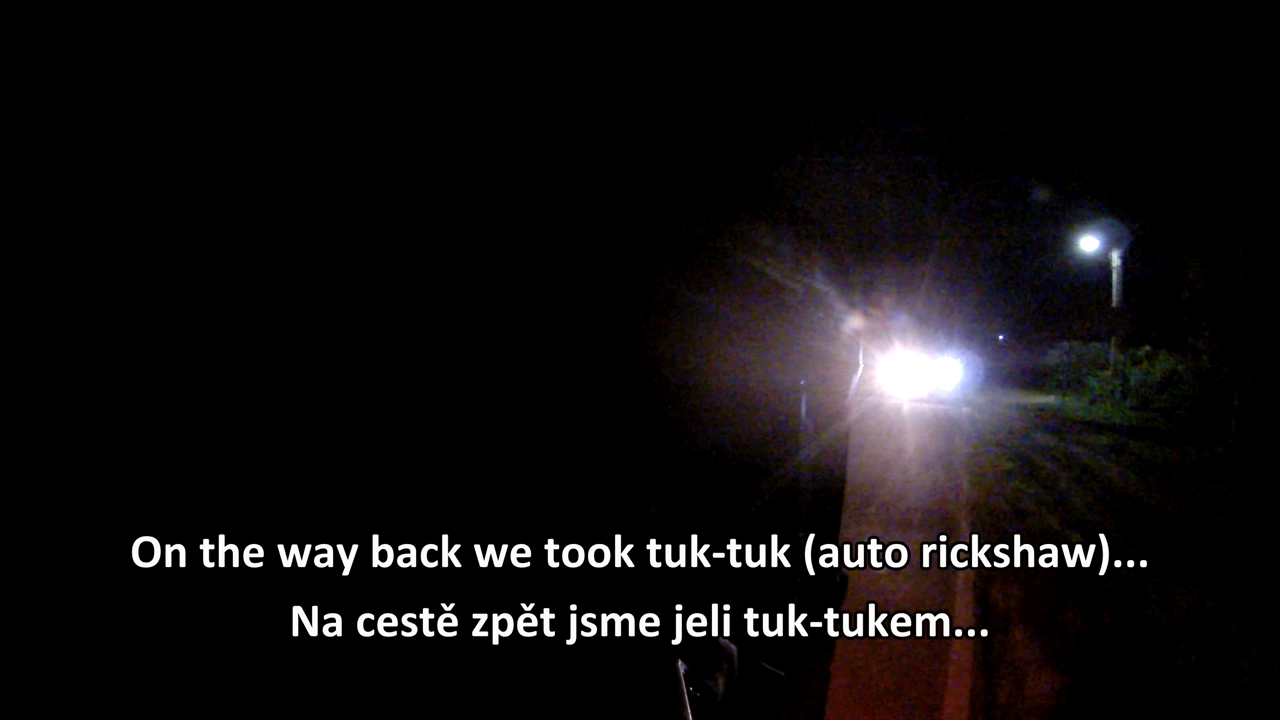 On the way back we took tuk-tuk (auto rickshaw)...
Na cestě zpět jsme jeli tuk-tukem...